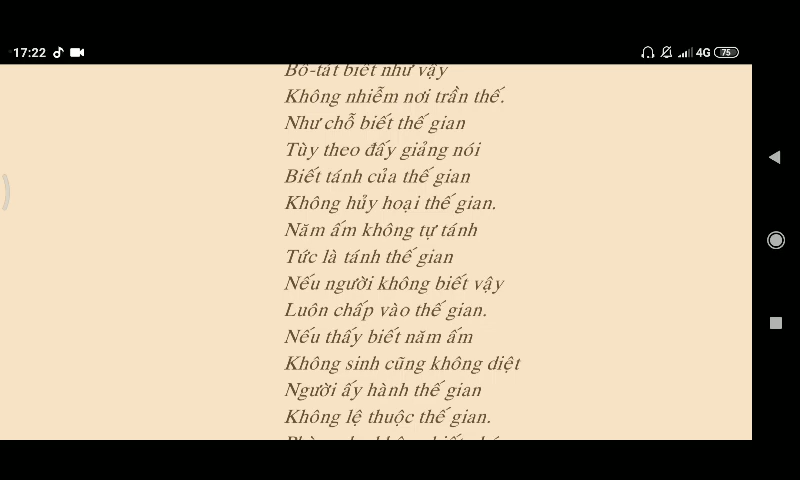 17:22
4G 75
Bồ-tát biết như vậy
Không nhiễm nơi trần thế.
Như chỗ biết thế gian
Tùy theo đấy giảng nói
Biết tánh của thế gian
Không hủy hoại thế gian.
Năm ấm không tự tánh
Tức là tánh thế gian
Nếu người không biết vậy
Luôn chấp vào thế gian.
Nếu thấy biết năm ấm
Không sinh cũng không diệt
Người ấy hành thế gian
Không lệ thuộc thế gian.